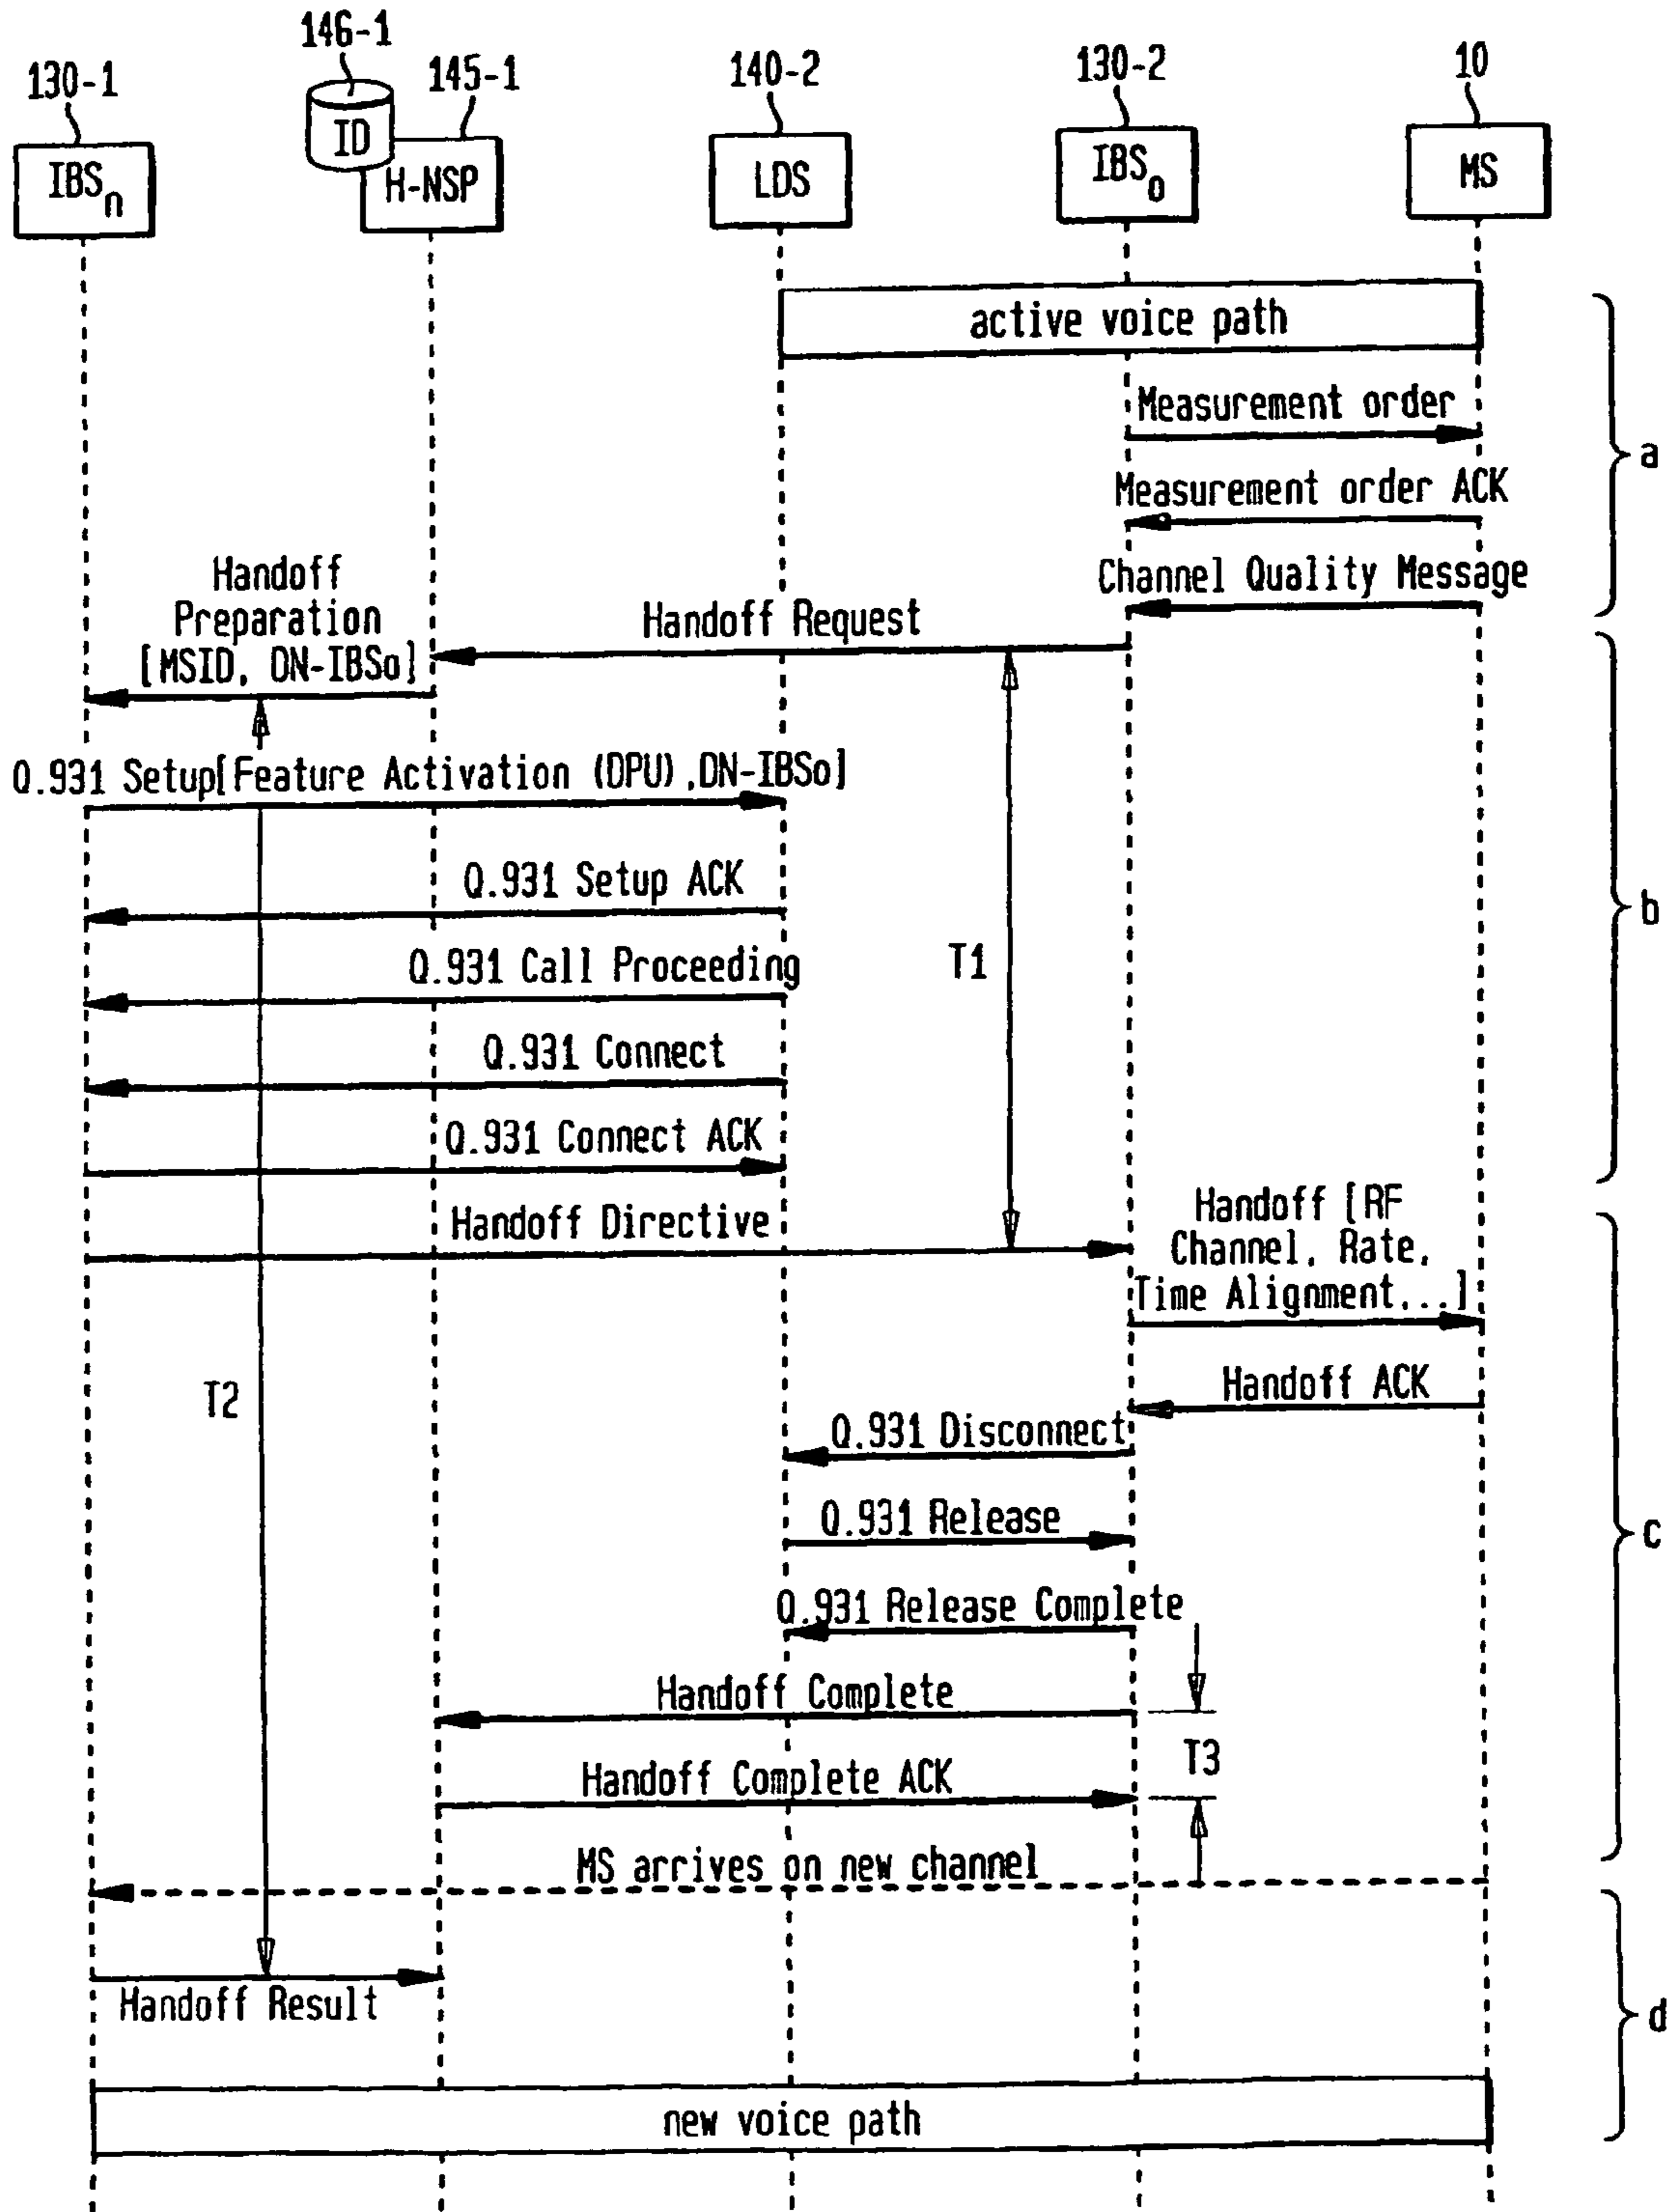 146-1
130-1
145-1
140-2
130-2
10
ID
IBSn
H-NSP
LDS
IBSo
MS
active voice path
Measurement order
a
Measurement order ACK
Channel Quality Message
Handoff
Preparation
[MSID, DN-IBSo]
Handoff Request
Q.931 Setup[Feature Activation (DPU),DN-IBSo]
Q.931 Setup ACK
b
Q.931 Call Proceeding
T1
Q.931 Connect
Q.931 Connect ACK
Handoff Directive
Handoff [RF
Channel, Rate,
Time Alignment...]
T2
Handoff ACK
Q.931 Disconnect
Q.931 Release
c
Q.931 Release Complete
Handoff Complete
T3
Handoff Complete ACK
MS arrives on new channel
Handoff Result
d
new voice path